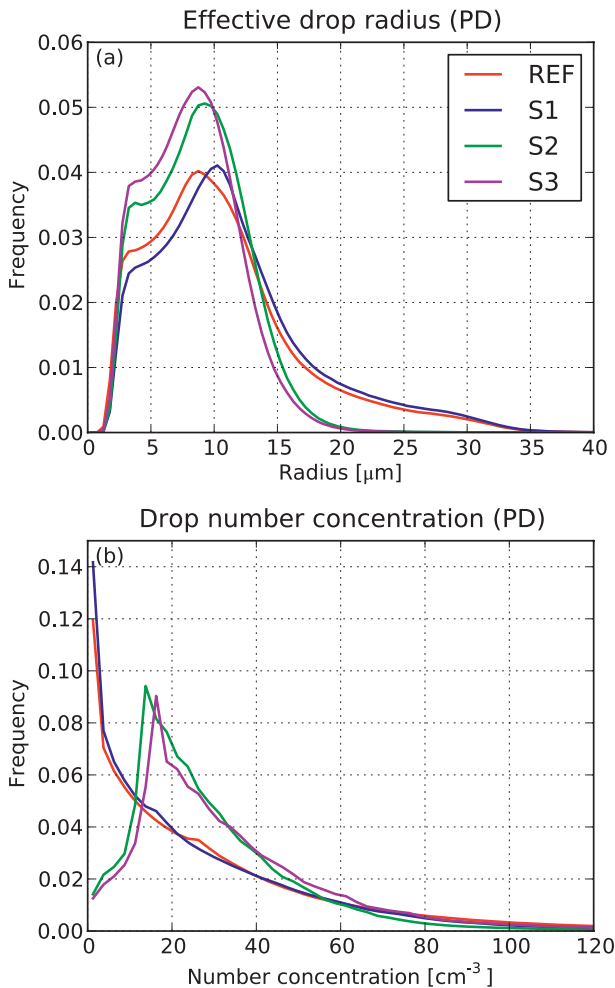 Effective drop radius (PD)
(a)
REF
S1
S2
S3
0.06
0.05
0.04
0.03
0.02
0.01
0.00
Frequency
0 5 10 15 20 25 30 35 40
Radius [μm]
Drop number concentration (PD)
(b)
0.14
0.12
0.10
0.08
0.06
0.04
0.02
0.00
Frequency
0 20 40 60 80 100 120
Number concentration [cm⁻³]